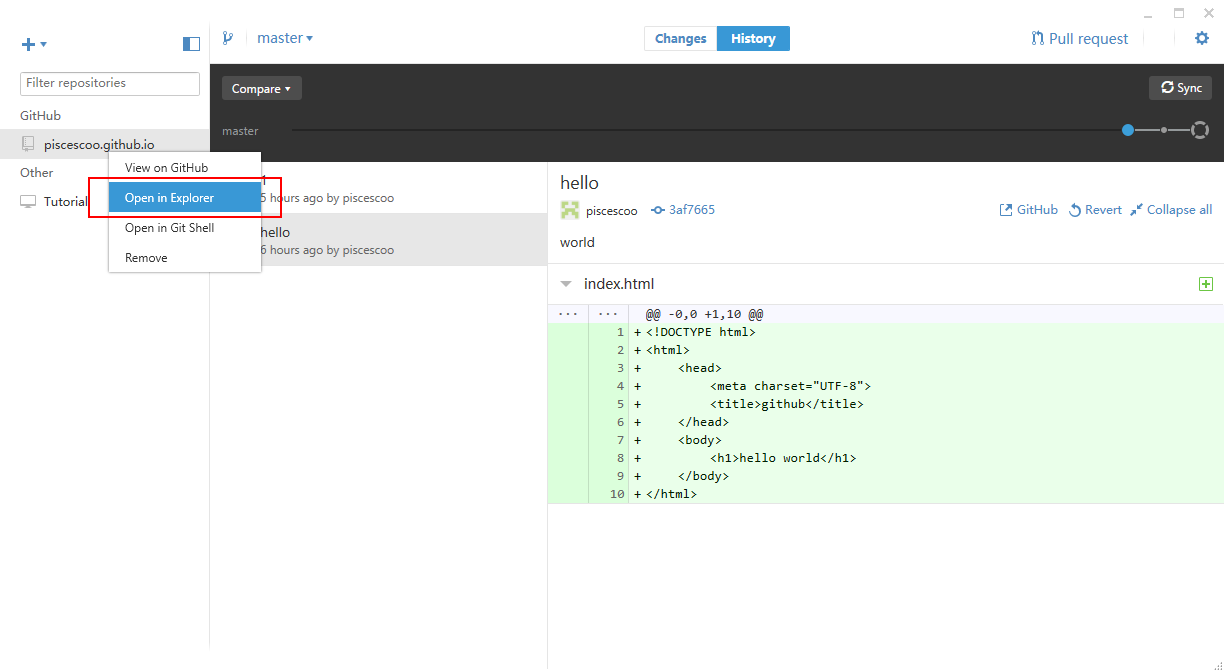 master ▾
Changes
History
Pull request
Filter repositories
GitHub
piscescoo.github.io
Other
Tutorial
View on GitHub
Open in Explorer
Open in Git Shell
Remove
Compare ▾
Sync
master
1
5 hours ago by piscescoo
hello
6 hours ago by piscescoo
hello
piscescoo 3af7665
GitHub Revert Collapse all
world
index.html
... ... @@ -0,0 +1,10 @@
1 + <!DOCTYPE html>
2 + <html>
3 + <head>
4 + <meta charset="UTF-8">
5 + <title>github</title>
6 + </head>
7 + <body>
8 + <h1>hello world</h1>
9 + </body>
10 + </html>